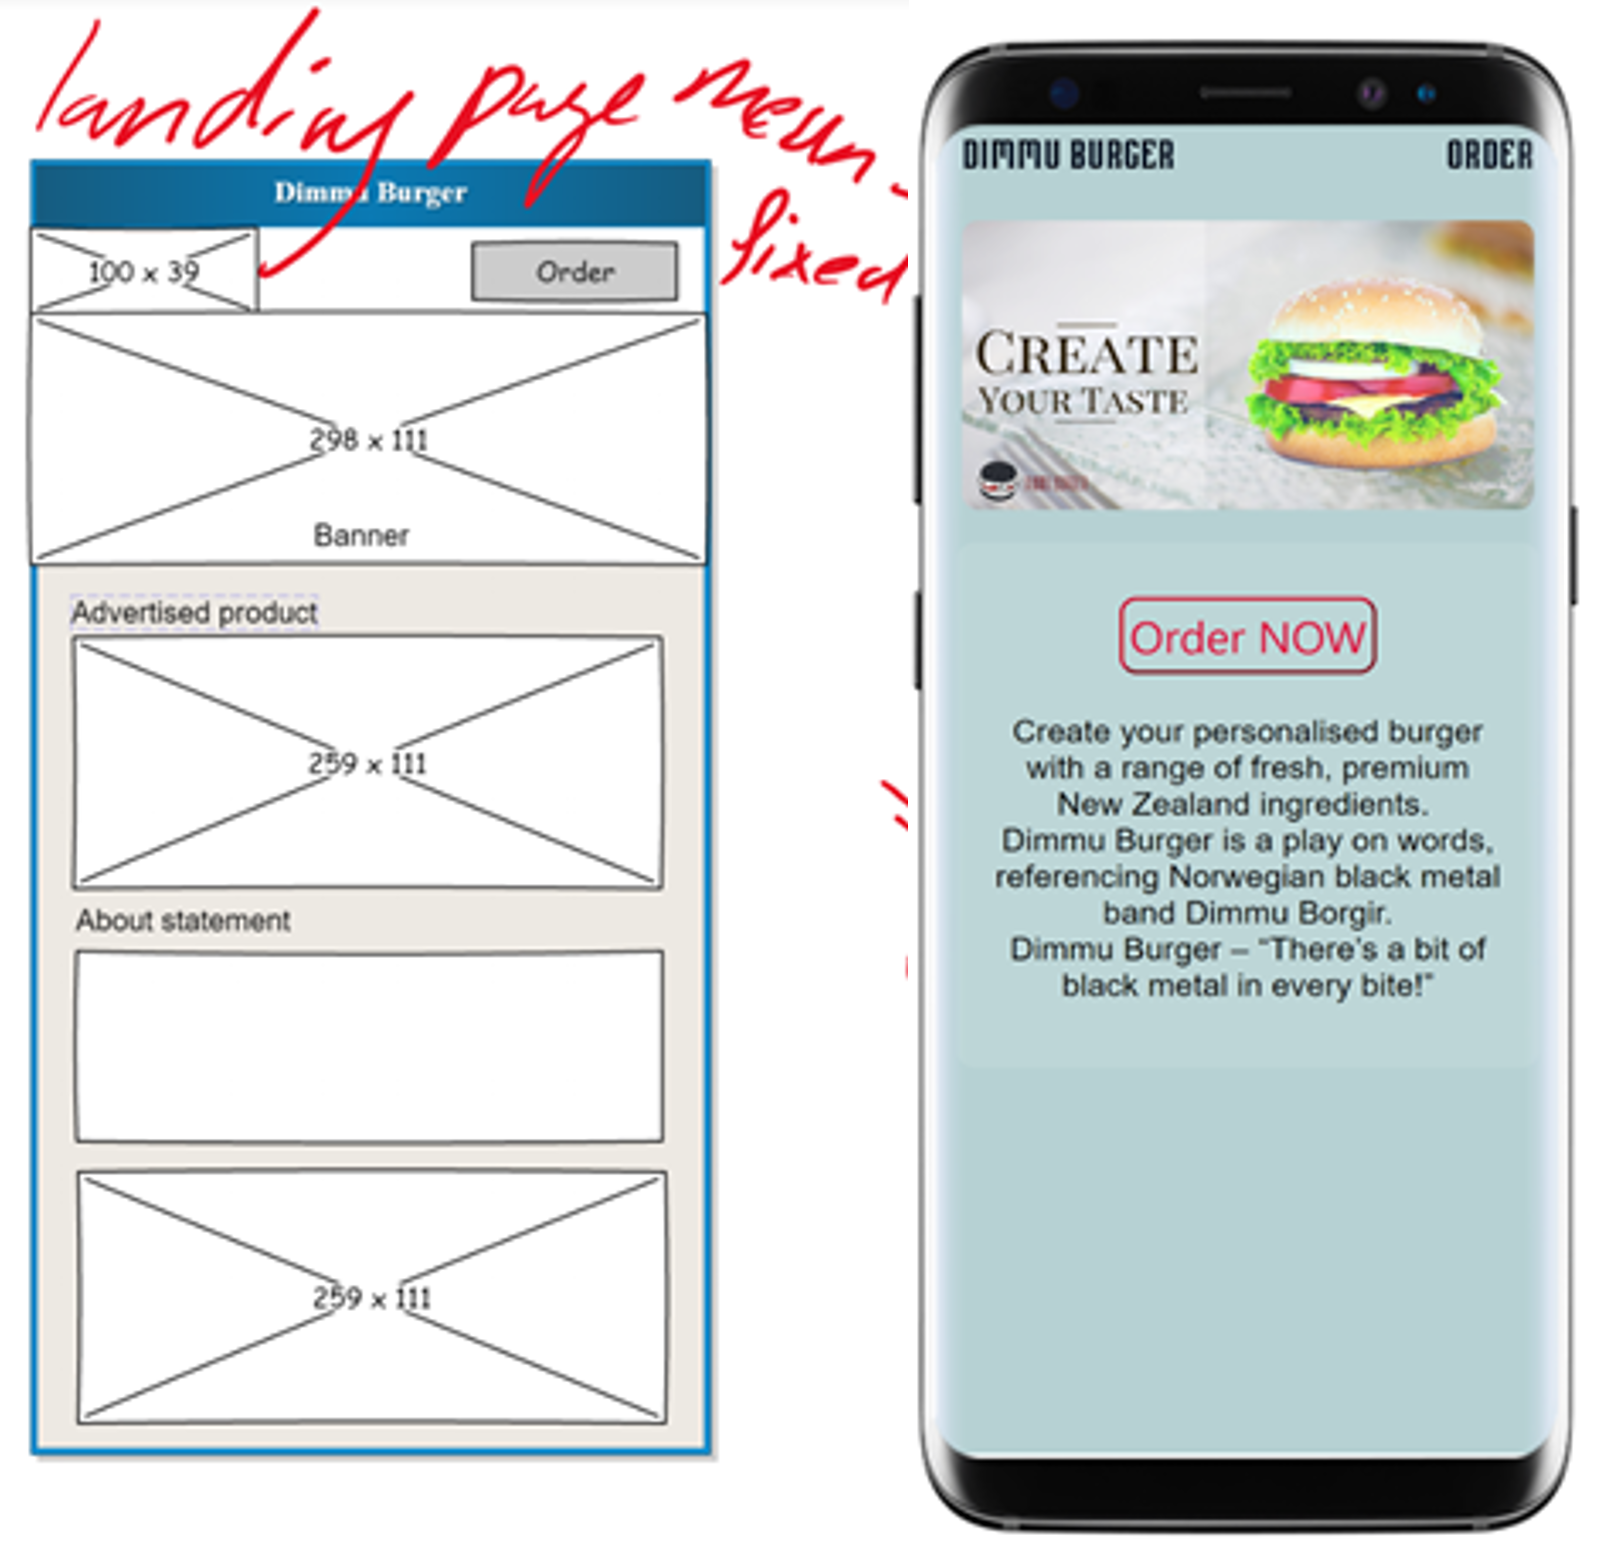 landing page menu -
fixed
Dimmu Burger
100 x 39
Order
298 x 111
Banner
Advertised product
259 x 111
About statement
259 x 111
DIMMU BURGER
ORDER
CREATE
YOUR TASTE
Order NOW
Create your personalised burger
with a range of fresh, premium
New Zealand ingredients.
Dimmu Burger is a play on words,
referencing Norwegian black metal
band Dimmu Borgir.
Dimmu Burger – “There’s a bit of
black metal in every bite!”